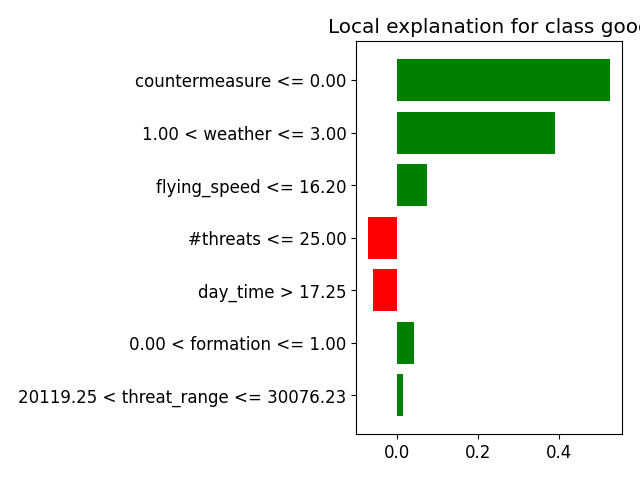 Local explanation for class good
countermeasure <= 0.00
1.00 < weather <= 3.00
flying_speed <= 16.20
#threats <= 25.00
day_time > 17.25
0.00 < formation <= 1.00
20119.25 < threat_range <= 30076.23
0.0 0.2 0.4